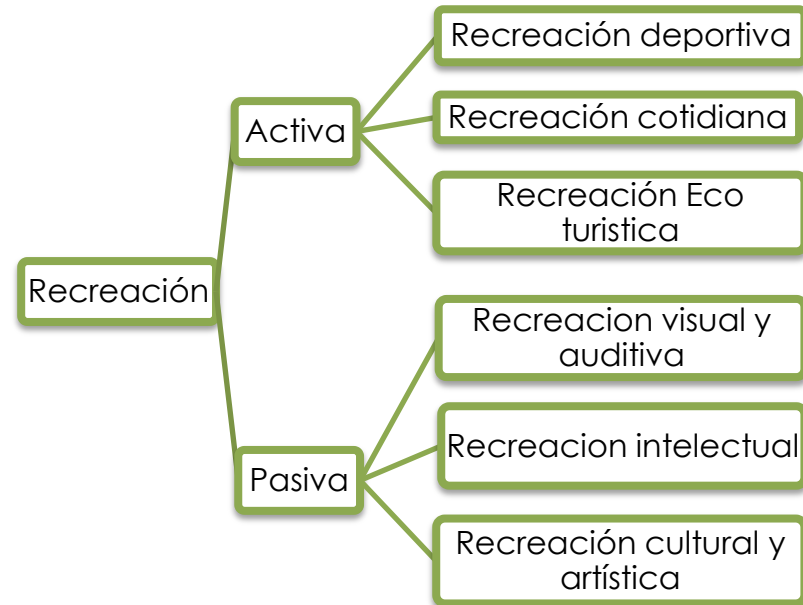 Recreación
Activa
Recreación deportiva
Recreación cotidiana
Recreación Eco
turistica
Pasiva
Recreacion visual y
auditiva
Recreacion intelectual
Recreación cultural y
artística